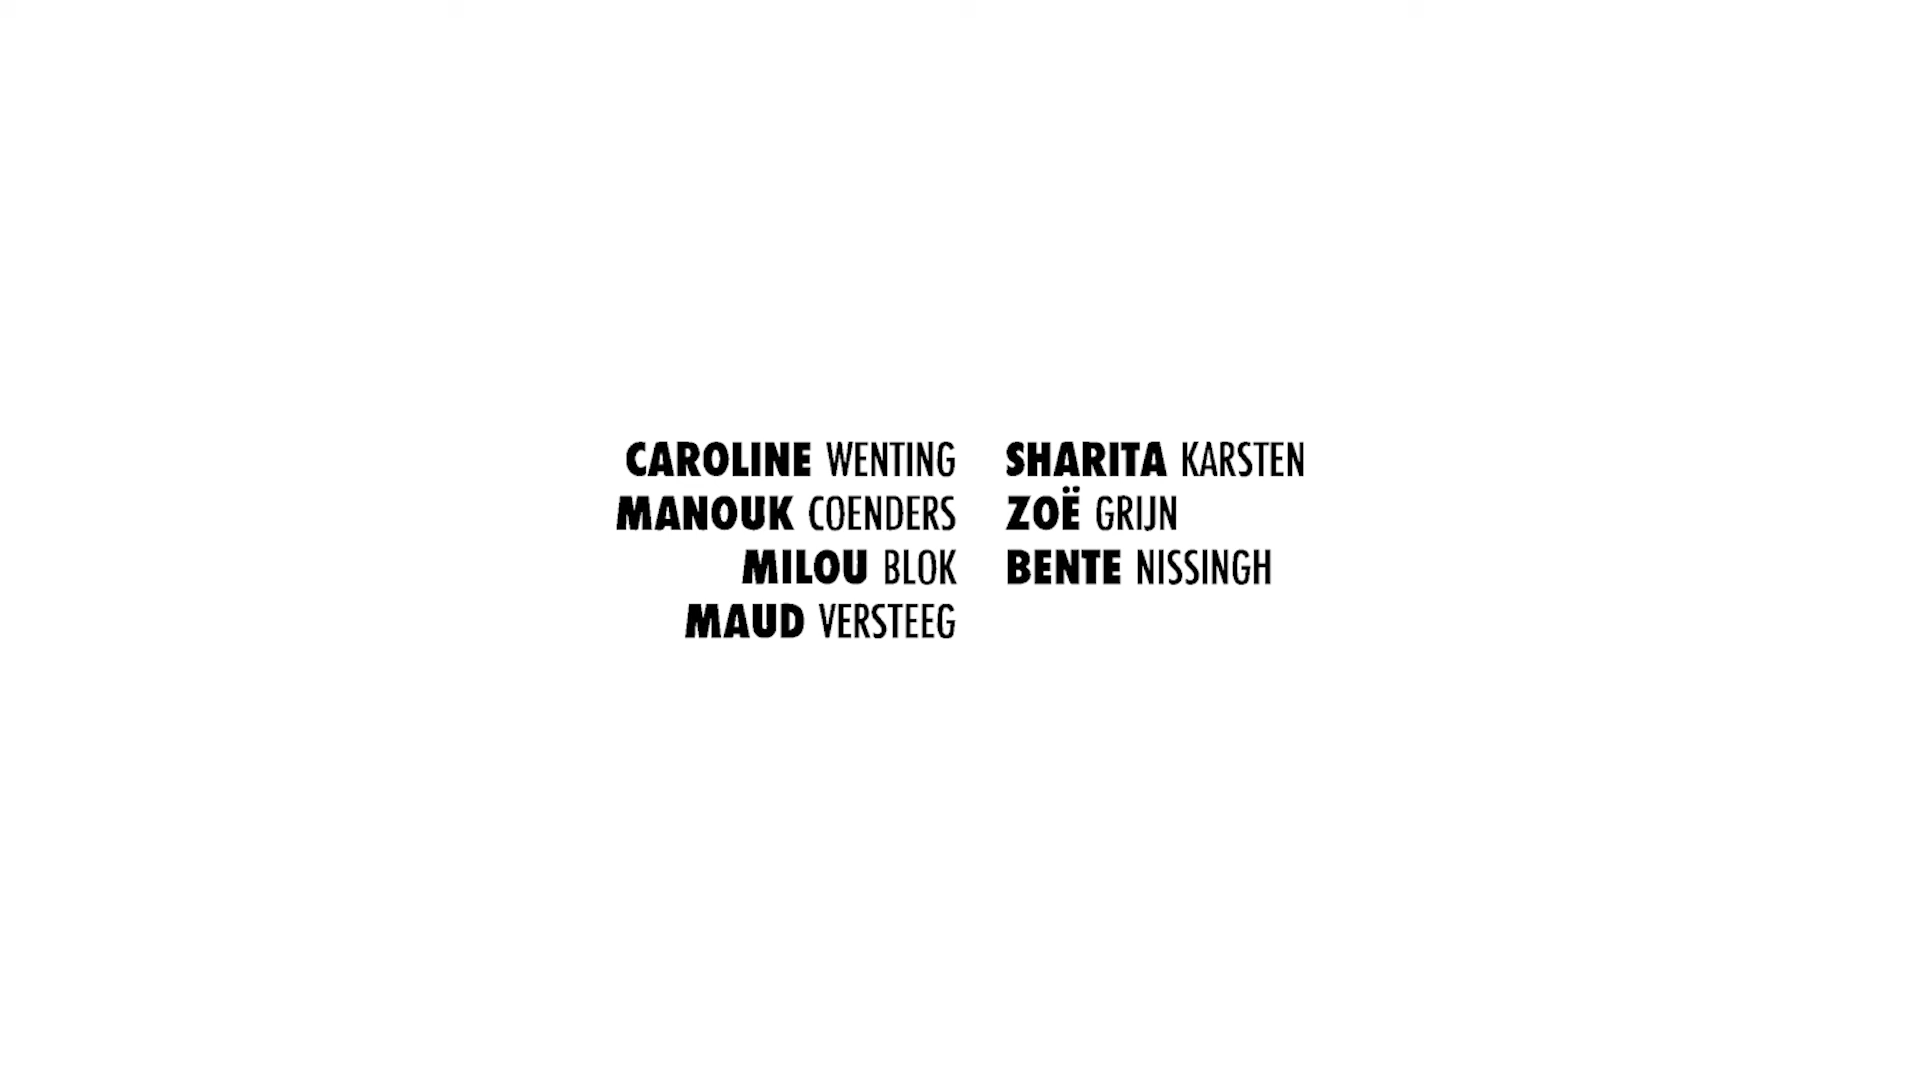 CAROLINE WENTING
MANOUK COENDERS
MILOU BLOK
MAUD VERSTEEG
SHARITA KARSTEN
ZOË GRIJN
BENTE NISSINGH